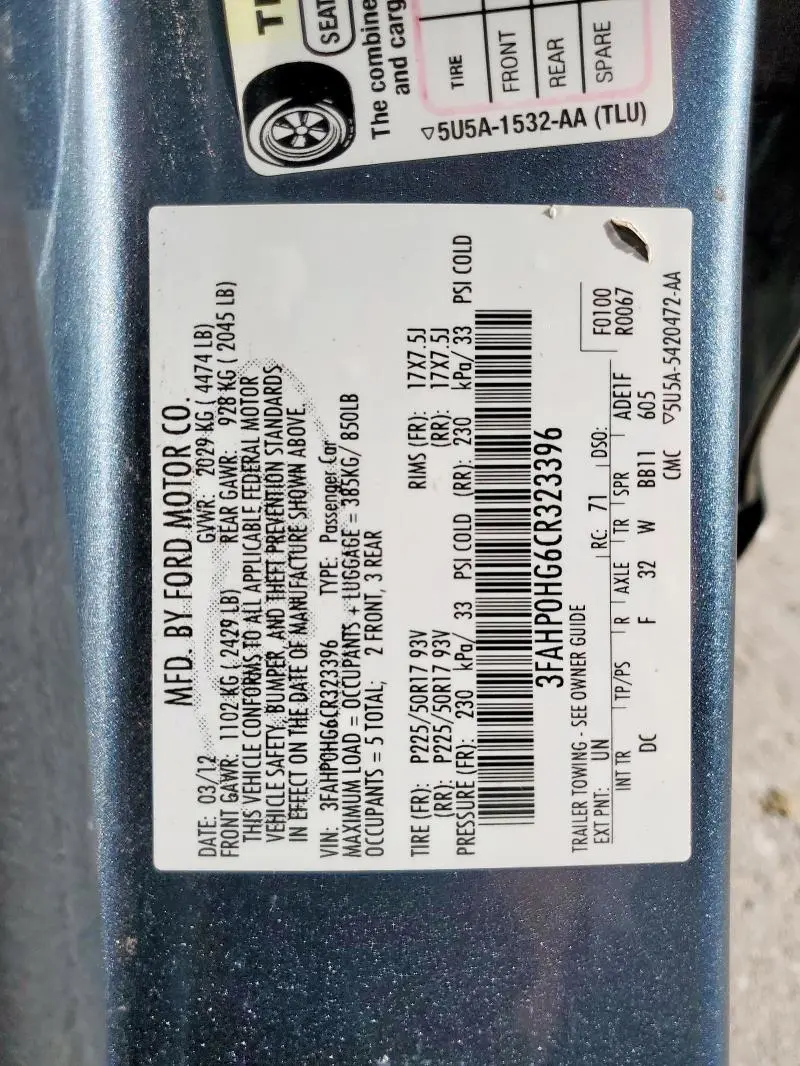 TR
SEAT
The combine
and carg
TIRE
FRONT
REAR
SPARE
▽5U5A-1532-AA (TLU)
MFD. BY FORD MOTOR CO.
DATE: 03/12 GVWR: 2029 KG ( 4474 LB)
FRONT GAWR: 1102 KG ( 2429 LB) REAR GAWR: 928 KG ( 2045 LB)
THIS VEHICLE CONFORMS TO ALL APPLICABLE FEDERAL MOTOR
VEHICLE SAFETY, BUMPER, AND THEFT PREVENTION STANDARDS
IN EFFECT ON THE DATE OF MANUFACTURE SHOWN ABOVE.
VIN: 3FAHP0HG6CR323396 TYPE: Passenger Car
MAXIMUM LOAD = OCCUPANTS + LUGGAGE = 385KG/ 850LB
OCCUPANTS = 5 TOTAL; 2 FRONT, 3 REAR
TIRE (FR): P225/50R17 93V RIMS (FR): 17X7.5J
(RR): P225/50R17 93V (RR): 17X7.5J
PRESSURE (FR): 230 kPa/ 33 PSI COLD (RR): 230 kPa/ 33 PSI COLD
3FAHP0HG6CR323396
TRAILER TOWING - SEE OWNER GUIDE
F0100
R0067
EXT PNT: UN RC: 71 DSO:
INT TR TP/PS R AXLE TR SPR ADE1F
DC F 32 W BB11 605
CMC ▽5U5A-5420472-AA